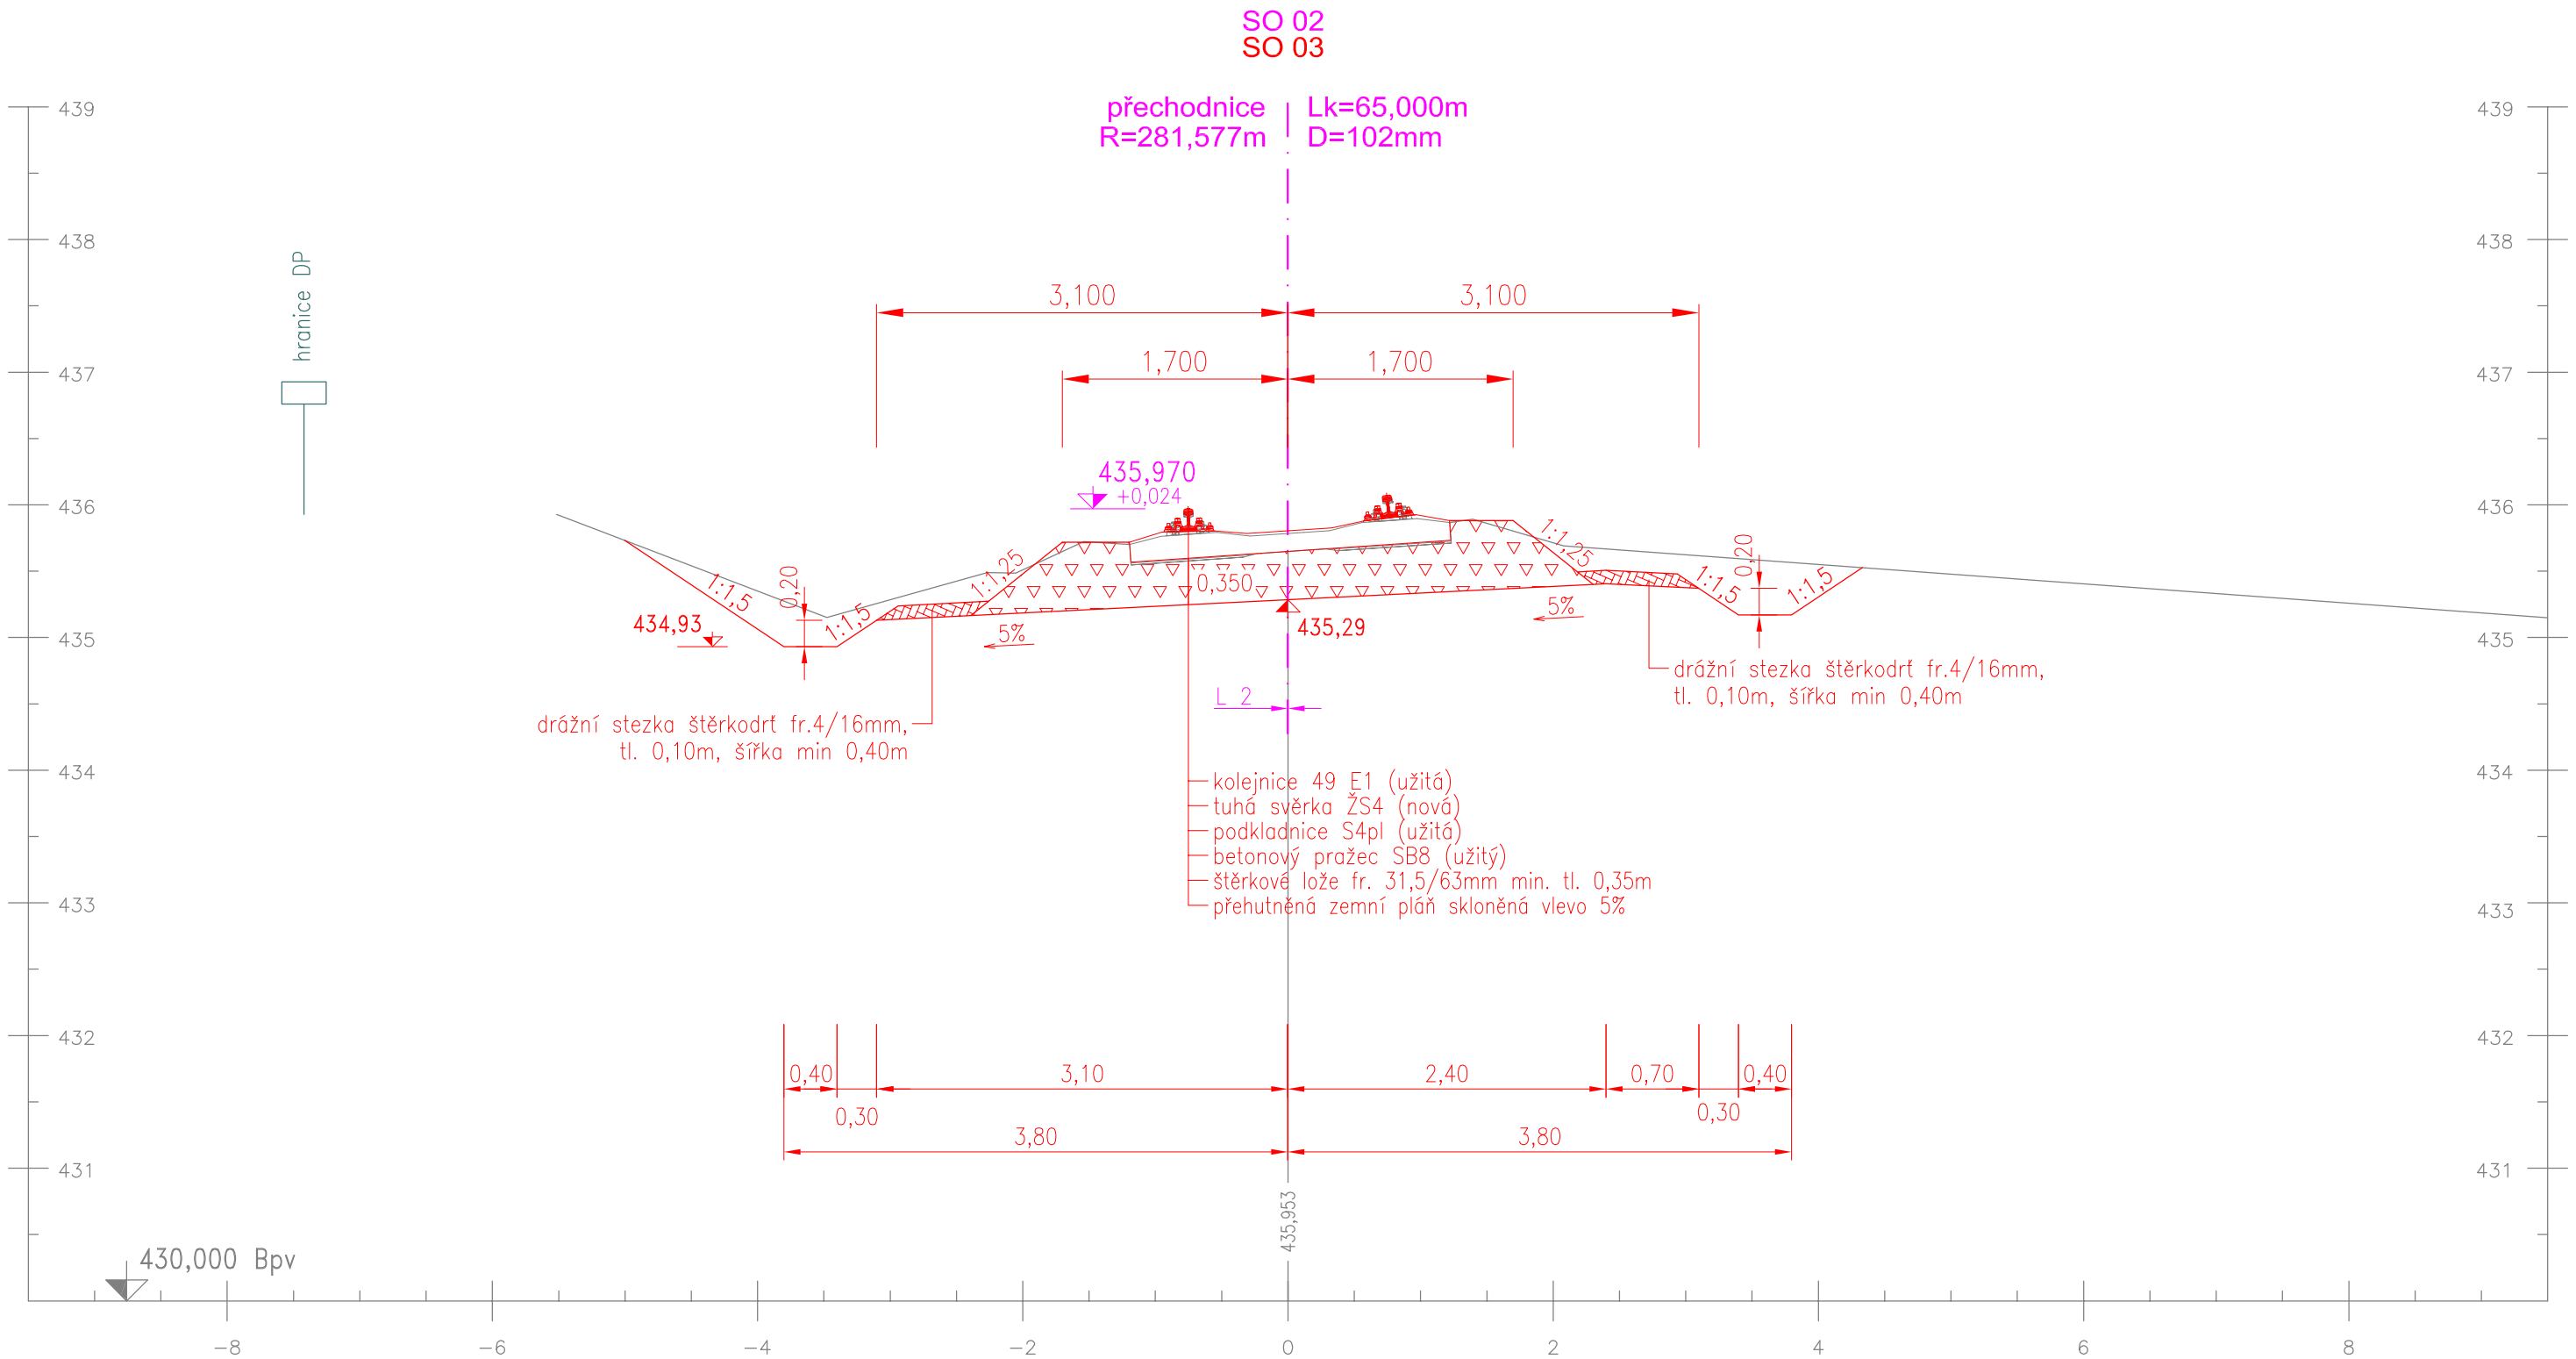 SO 02
SO 03
přechodnice Lk=65,000m
R=281,577m D=102mm
439 439
438 438
hranice DP
3,100 3,100
437 1,700 1,700 437
435,970
+0,024
436 436
1:1,5 0,20 1:1,5 1:1,25 0,350 1:1,25 1:1,5 0,20 1:1,5
434,93 5% 435,29 5%
435 435
drážní stezka štěrkodrť fr.4/16mm,
tl. 0,10m, šířka min 0,40m
L 2
drážní stezka štěrkodrť fr.4/16mm,
tl. 0,10m, šířka min 0,40m
434 434
kolejnice 49 E1 (užitá)
tuhá svěrka ŽS4 (nová)
podkladnice S4pl (užitá)
betonový pražec SB8 (užitý)
štěrkové lože fr. 31,5/63mm min. tl. 0,35m
přehutněná zemní pláň skloněná vlevo 5%
433 433
432 432
0,40 3,10 2,40 0,70 0,40
0,30 0,30
3,80 3,80
431 431
435,953
430,000 Bpv
-8 -6 -4 -2 0 2 4 6 8